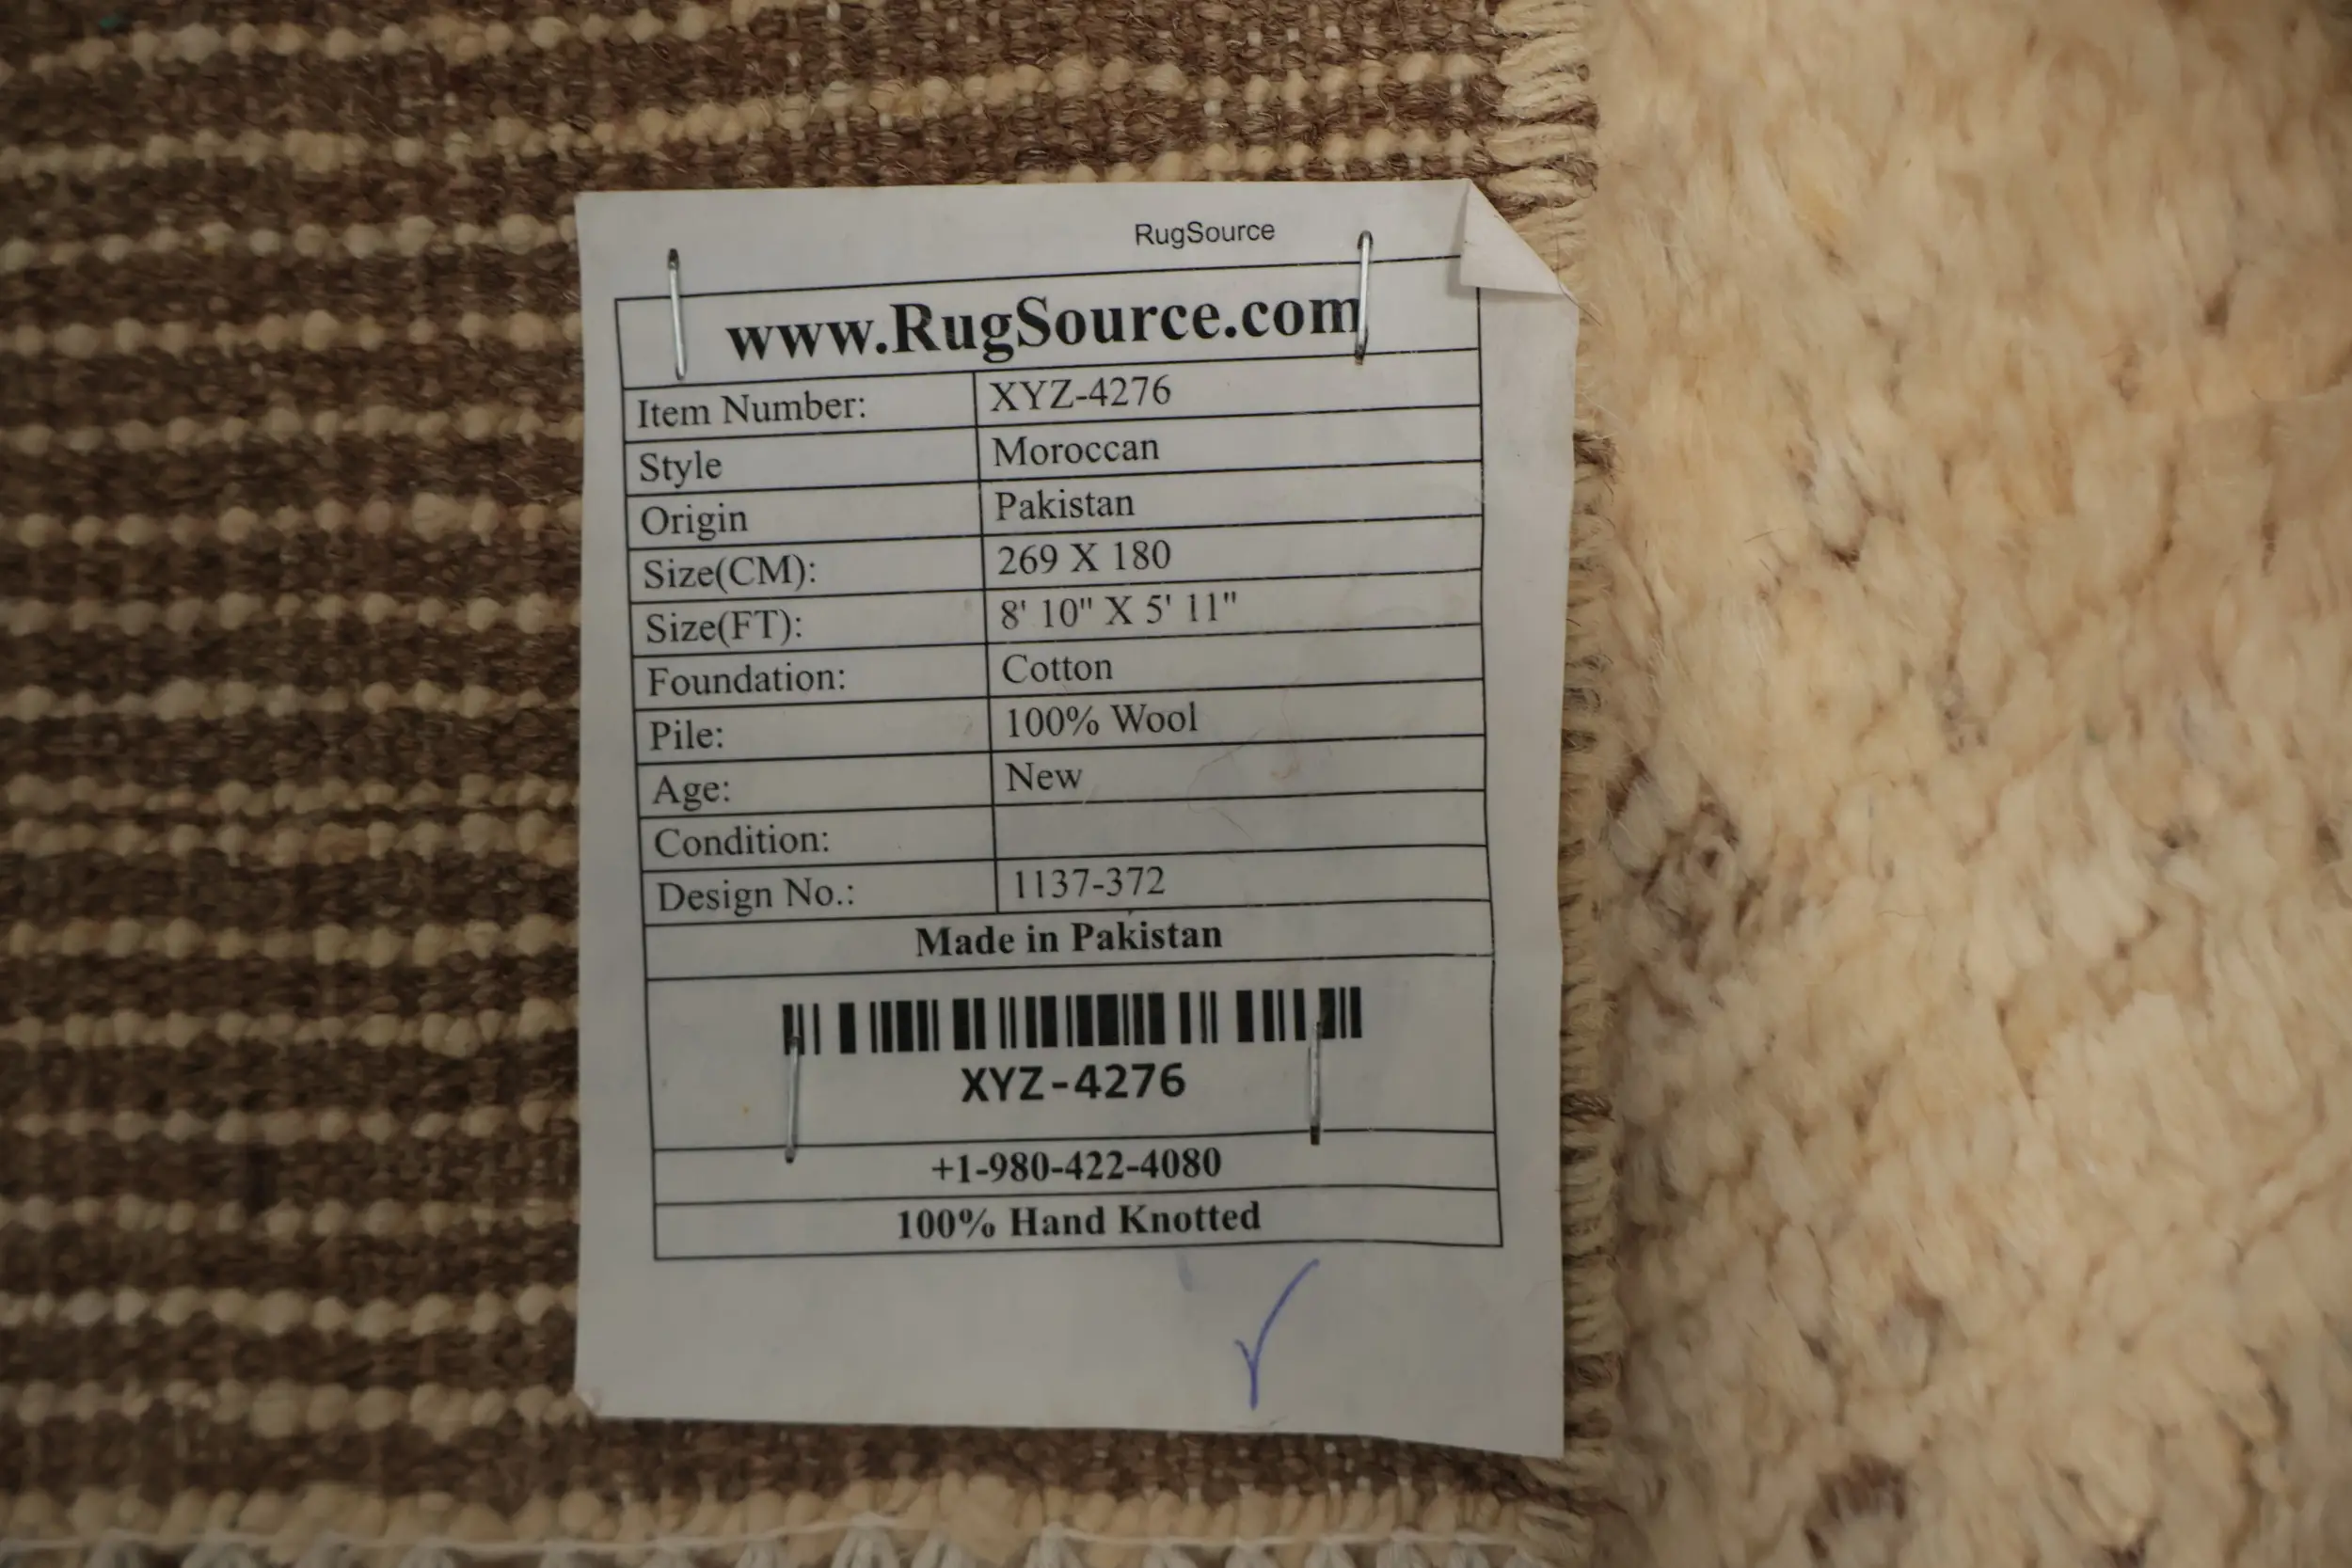 RugSource
www.RugSource.com
Item Number: XYZ-4276
Style Moroccan
Origin Pakistan
Size(CM): 269 X 180
Size(FT): 8' 10" X 5' 11"
Foundation: Cotton
Pile: 100% Wool
Age: New
Condition:
Design No.: 1137-372
Made in Pakistan
XYZ-4276
+1-980-422-4080
100% Hand Knotted